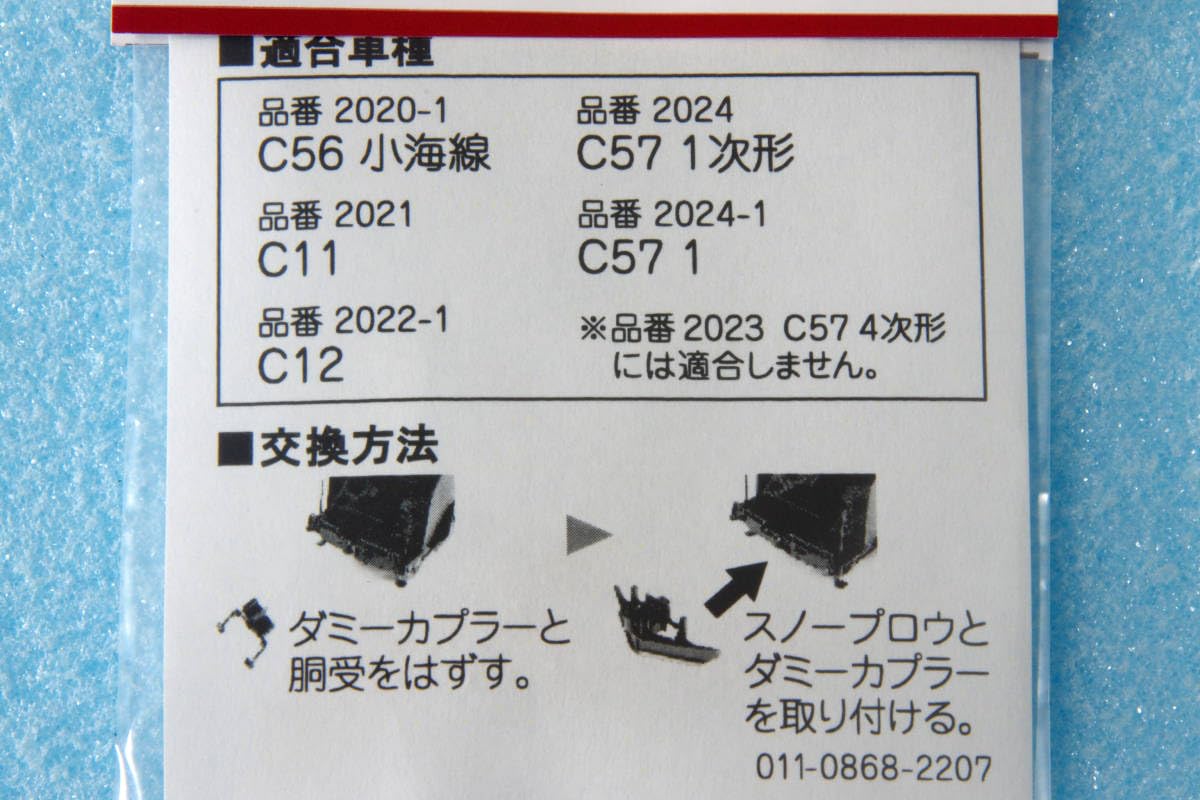 ■適合車種
品番 2020-1
C56 小海線
品番 2021
C11
品番 2022-1
C12
品番 2024
C57 1次形
品番 2024-1
C57 1
※品番 2023 C57 4次形
には適合しません。
■交換方法
ダミーカプラーと
胴受をはずす。
スノープロウと
ダミーカプラー
を取り付ける。
011-0868-2207